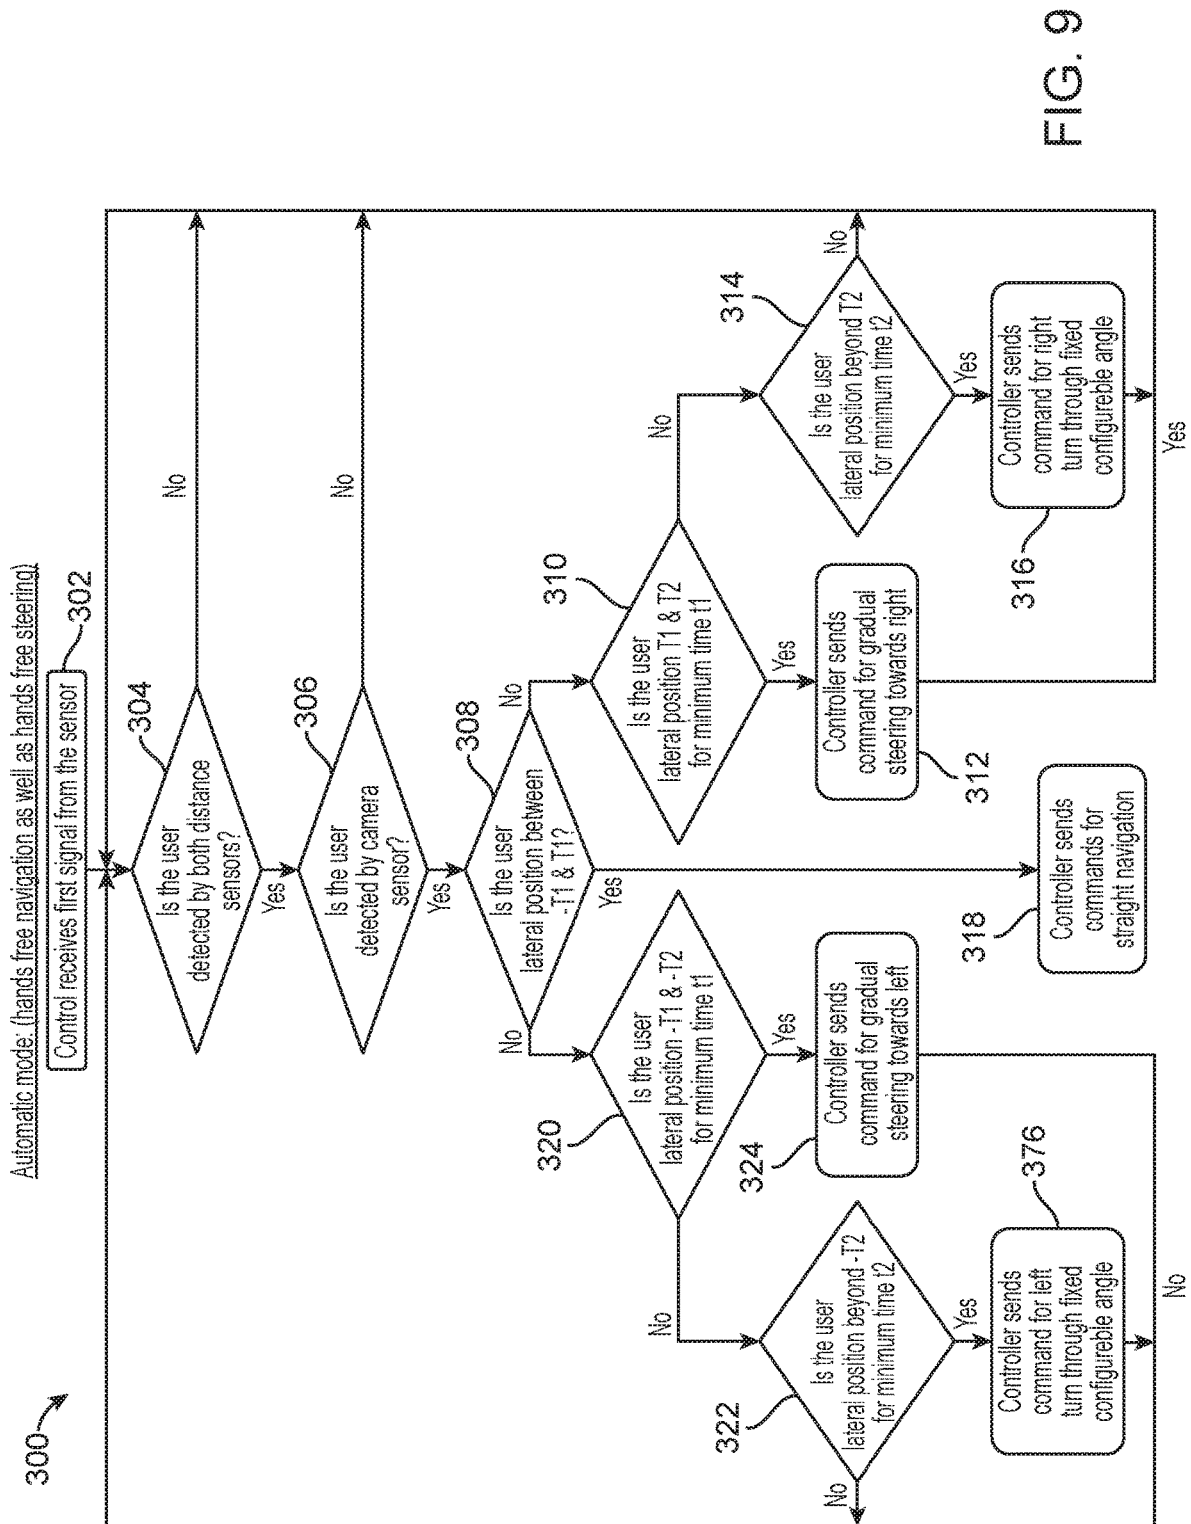 300
Automatic mode: (hands free navigation as well as hands free steering)
Control receives first signal from the sensor
302
304
Is the user
detected by both distance
sensors?
No
Yes
306
Is the user
detected by camera
sensor?
No
Yes
308
Is the user
lateral position between
-T1 & T1?
No
No
Yes
320
Is the user
lateral position -T1 & -T2
for minimum time t1
No
Yes
310
Is the user
lateral position T1 & T2
for minimum time t1
No
Yes
322
Is the user
lateral position beyond -T2
for minimum time t2
No
Yes
324
Controller sends
command for gradual
steering towards left
312
Controller sends
command for gradual
steering towards right
314
Is the user
lateral position beyond T2
for minimum time t2
No
Yes
376
Controller sends
command for left
turn through fixed
configureble angle
318
Controller sends
commands for
straight navigation
316
Controller sends
command for right
turn through fixed
configureble angle
No
Yes
FIG. 9